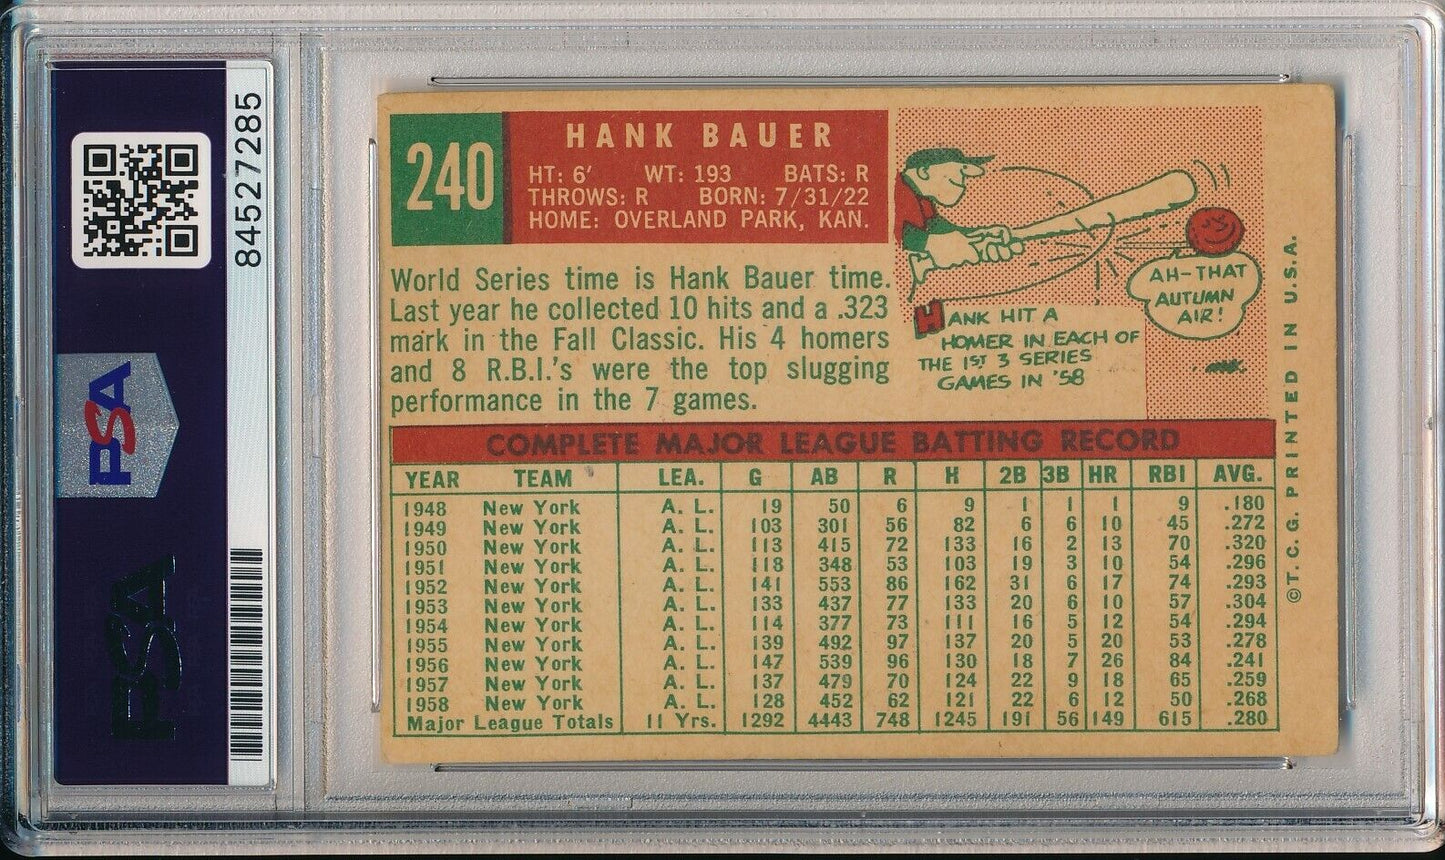 PSA
84527285
PSA
240
HANK BAUER
HT: 6' WT: 193 BATS: R
THROWS: R BORN: 7/31/22
HOME: OVERLAND PARK, KAN.
World Series time is Hank Bauer time.
Last year he collected 10 hits and a .323
mark in the Fall Classic. His 4 homers
and 8 R.B.I.'s were the top slugging
performance in the 7 games.
AH-THAT
AUTUMN
AIR!
HANK HIT A
HOMER IN EACH OF
THE 1ST 3 SERIES
GAMES IN '58
COMPLETE MAJOR LEAGUE BATTING RECORD
YEAR TEAM LEA. G AB R H 2B 3B HR RBI AVG.
1948 New York A. L. 19 50 6 9 1 1 1 9 .180
1949 New York A. L. 103 301 56 82 6 6 10 45 .272
1950 New York A. L. 113 415 72 133 16 2 13 70 .320
1951 New York A. L. 118 348 53 103 19 3 10 54 .296
1952 New York A. L. 141 553 86 162 31 6 17 74 .293
1953 New York A. L. 133 437 77 133 20 6 10 57 .304
1954 New York A. L. 114 377 73 111 16 5 12 54 .294
1955 New York A. L. 139 492 97 137 20 5 20 53 .278
1956 New York A. L. 147 539 96 130 18 7 26 84 .241
1957 New York A. L. 137 479 70 124 22 9 18 65 .259
1958 New York A. L. 128 452 62 121 22 6 12 50 .268
Major League Totals 11 Yrs. 1292 4443 748 1245 191 56 149 615 .280
©T. C. G. PRINTED IN U.S.A.